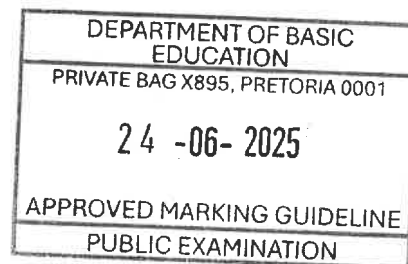 DEPARTMENT OF BASIC
EDUCATION
PRIVATE BAG X895, PRETORIA 0001
24 -06- 2025
APPROVED MARKING GUIDELINE
PUBLIC EXAMINATION